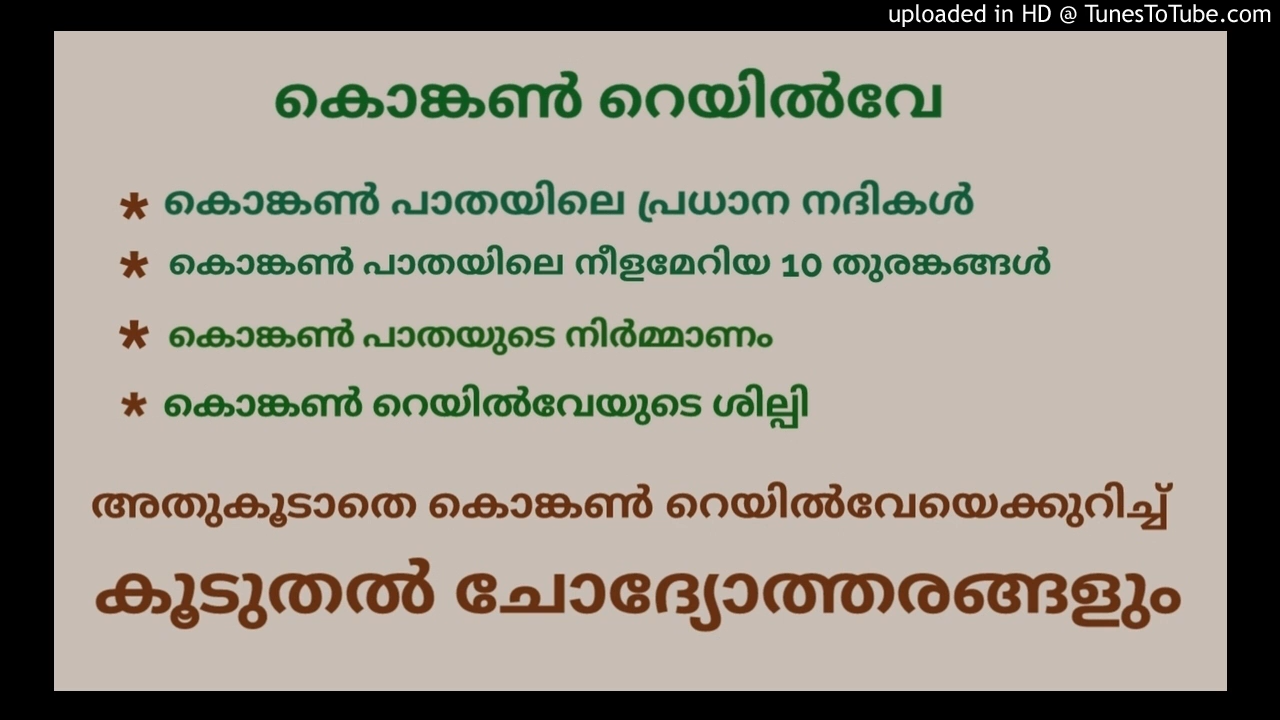 uploaded in HD @ TunesToTube.com
കൊങ്കൺ റെയിൽവേ
* കൊങ്കൺ പാതയിലെ പ്രധാന നദികൾ
* കൊങ്കൺ പാതയിലെ നീളമേറിയ 10 തുരങ്കങ്ങൾ
* കൊങ്കൺ പാതയുടെ നിർമ്മാണം
* കൊങ്കൺ റെയിൽവേയുടെ ശില്പി
അതുകൂടാതെ കൊങ്കൺ റെയിൽവേയെക്കുറിച്ച്
കൂടുതൽ ചോദ്യോത്തരങ്ങളും